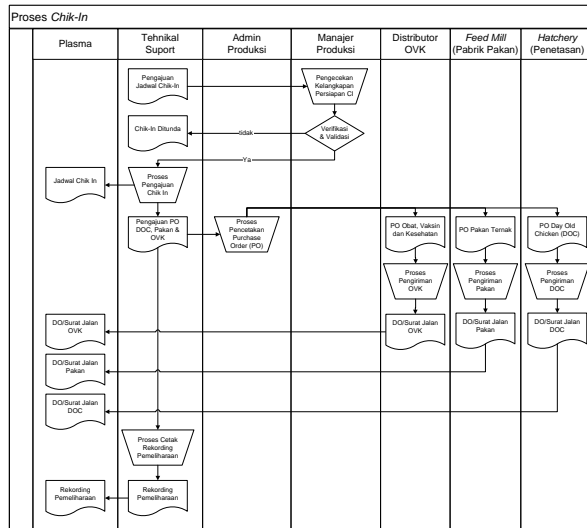 Proses Chik-In
Plasma
Tehnikal
Suport
Admin
Produksi
Manajer
Produksi
Distributor
OVK
Feed Mill
(Pabrik Pakan)
Hatchery
(Penetasan)
Pengajuan
Jadwal Chik-In
Pengecekan
Kelangkapan
Persiapan CI
Chik-In Ditunda
tidak
Verifikasi
& Validasi
Ya
Jadwal Chik In
Proses
Pengajuan
Chik In
Pengajuan PO
DOC, Pakan &
OVK
Proses
Pencetakan
Purchase
Order (PO)
PO Obat, Vaksin
dan Kesehatan
PO Pakan Ternak
PO Day Old
Chicken (DOC)
Proses
Pengiriman
OVK
Proses
Pengiriman
Pakan
Proses
Pengiriman
DOC
DO/Surat Jalan
OVK
DO/Surat Jalan
OVK
DO/Surat Jalan
Pakan
DO/Surat Jalan
DOC
DO/Surat Jalan
Pakan
DO/Surat Jalan
DOC
Proses Cetak
Rekording
Pemeliharaan
Rekording
Pemeliharaan
Rekording
Pemeliharaan